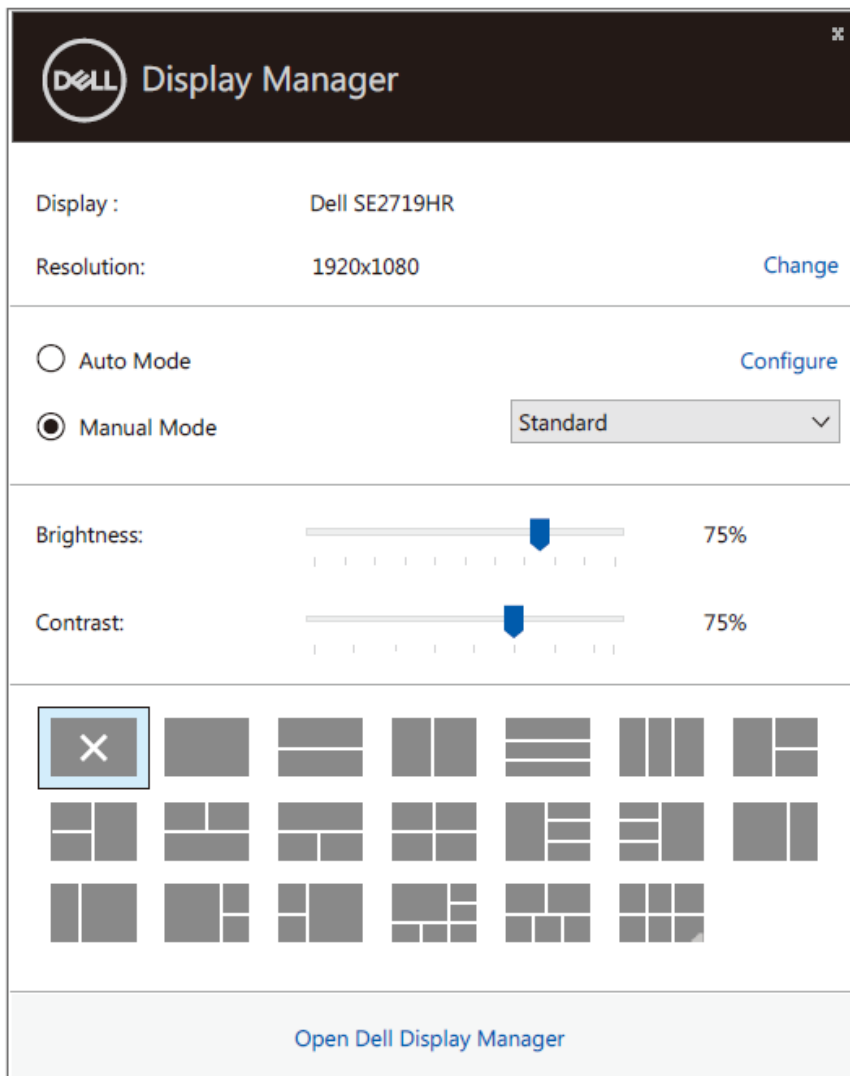 DELL Display Manager
Display : Dell SE2719HR
Resolution: 1920x1080 Change
Auto Mode Configure
Manual Mode Standard
Brightness: 75%
Contrast: 75%
Open Dell Display Manager